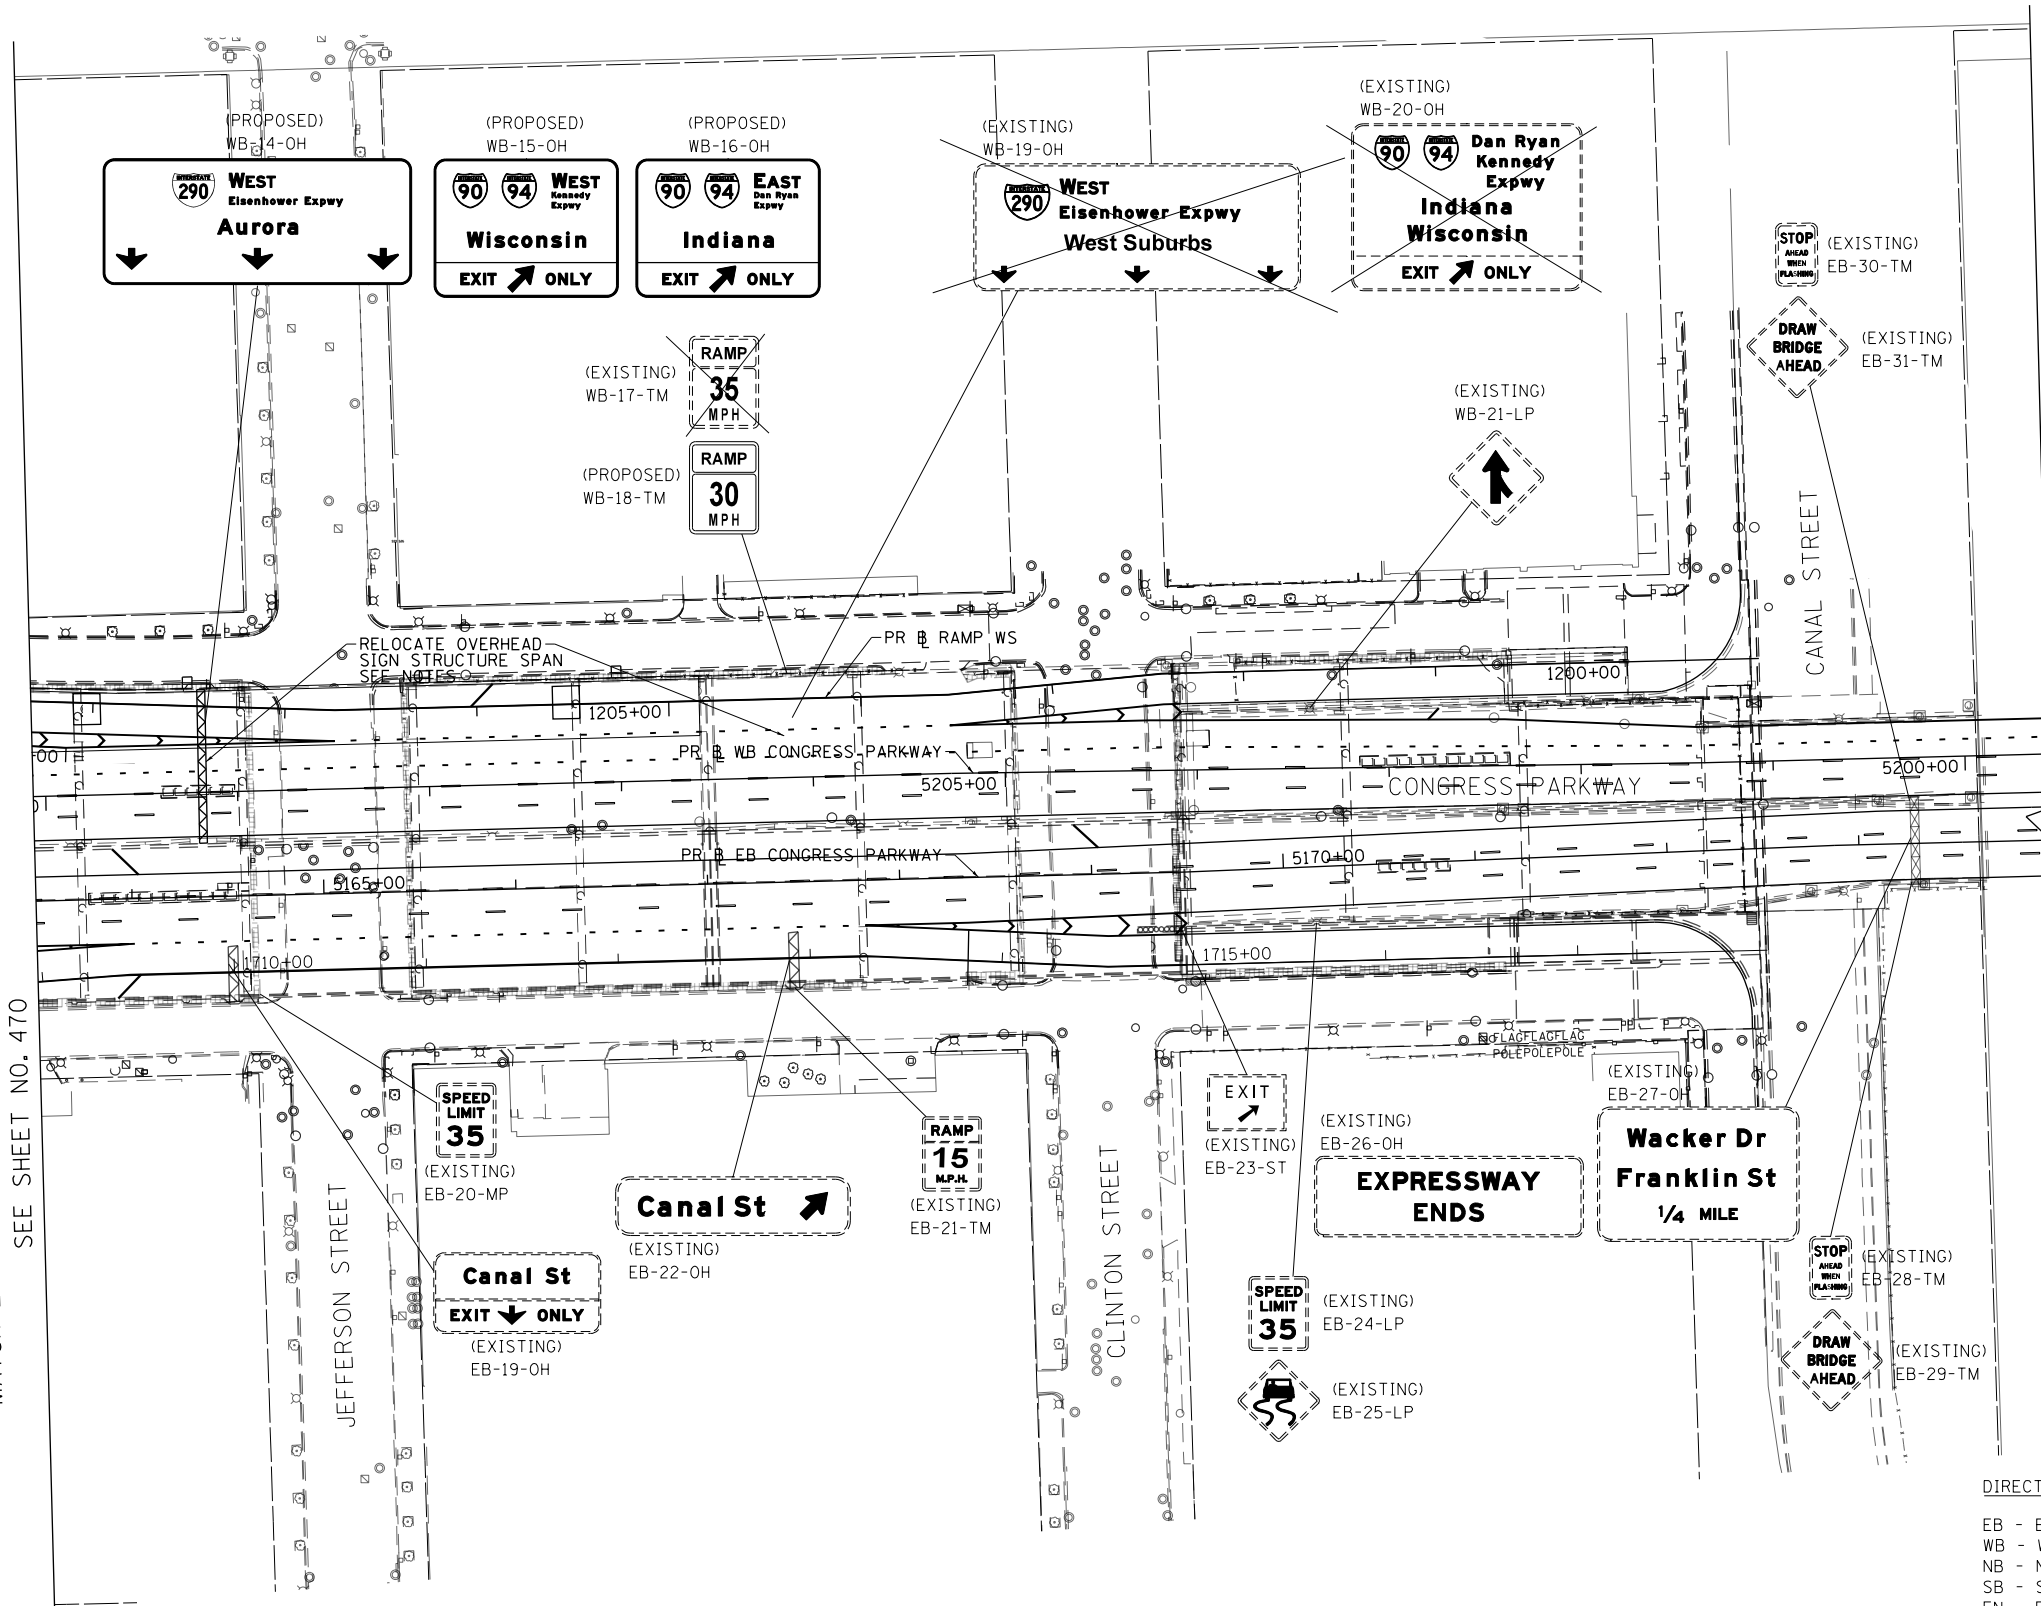 (PROPOSED)
WB-14-OH
INTERSTATE
290
WEST
Eisenhower Expwy
Aurora
(PROPOSED)
WB-15-OH
90
94
WEST
Kennedy
Expwy
Wisconsin
EXIT ONLY
(PROPOSED)
WB-16-OH
90
94
EAST
Dan Ryan
Expwy
Indiana
EXIT ONLY
(EXISTING)
WB-19-OH
INTERSTATE
290
WEST
Eisenhower Expwy
West Suburbs
(EXISTING)
WB-20-OH
90
94
Dan Ryan
Kennedy
Expwy
Indiana
Wisconsin
EXIT ONLY
STOP
AHEAD
WHEN
FLASHING
(EXISTING)
EB-30-TM
DRAW
BRIDGE
AHEAD
(EXISTING)
EB-31-TM
(EXISTING)
WB-17-TM
RAMP
35
MPH
(PROPOSED)
WB-18-TM
RAMP
30
MPH
(EXISTING)
WB-21-LP
CANAL STREET
RELOCATE OVERHEAD
SIGN STRUCTURE SPAN
SEE NOTES
PR BL RAMP WS
1200+00
1205+00
PR BL WB CONGRESS PARKWAY
5205+00
CONGRESS PARKWAY
5200+00
PR BL EB CONGRESS PARKWAY
5170+00
5165+00
1710+00
1715+00
SEE SHEET NO. 470
FLAGFLAGFLAG
POLEPOLEPOLE
SPEED
LIMIT
35
(EXISTING)
EB-20-MP
JEFFERSON STREET
Canal St
EXIT ONLY
(EXISTING)
EB-19-OH
Canal St
(EXISTING)
EB-22-OH
RAMP
15
M.P.H.
(EXISTING)
EB-21-TM
CLINTON STREET
EXIT
(EXISTING)
EB-23-ST
(EXISTING)
EB-26-OH
EXPRESSWAY
ENDS
(EXISTING)
EB-27-OH
Wacker Dr
Franklin St
1/4 MILE
SPEED
LIMIT
35
(EXISTING)
EB-24-LP
(EXISTING)
EB-25-LP
STOP
AHEAD
WHEN
FLASHING
(EXISTING)
EB-28-TM
DRAW
BRIDGE
AHEAD
(EXISTING)
EB-29-TM
DIRECT
EB - E
WB - W
NB - N
SB - S